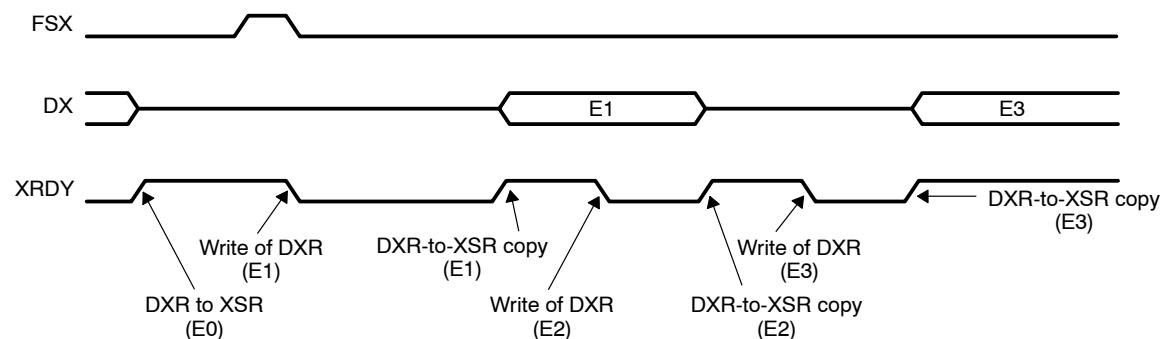 FSX
DX
E1
E3
XRDY
Write of DXR
(E1)
DXR-to-XSR copy
(E1)
Write of DXR
(E3)
DXR-to-XSR copy
(E3)
DXR to XSR
(E0)
Write of DXR
(E2)
DXR-to-XSR copy
(E2)